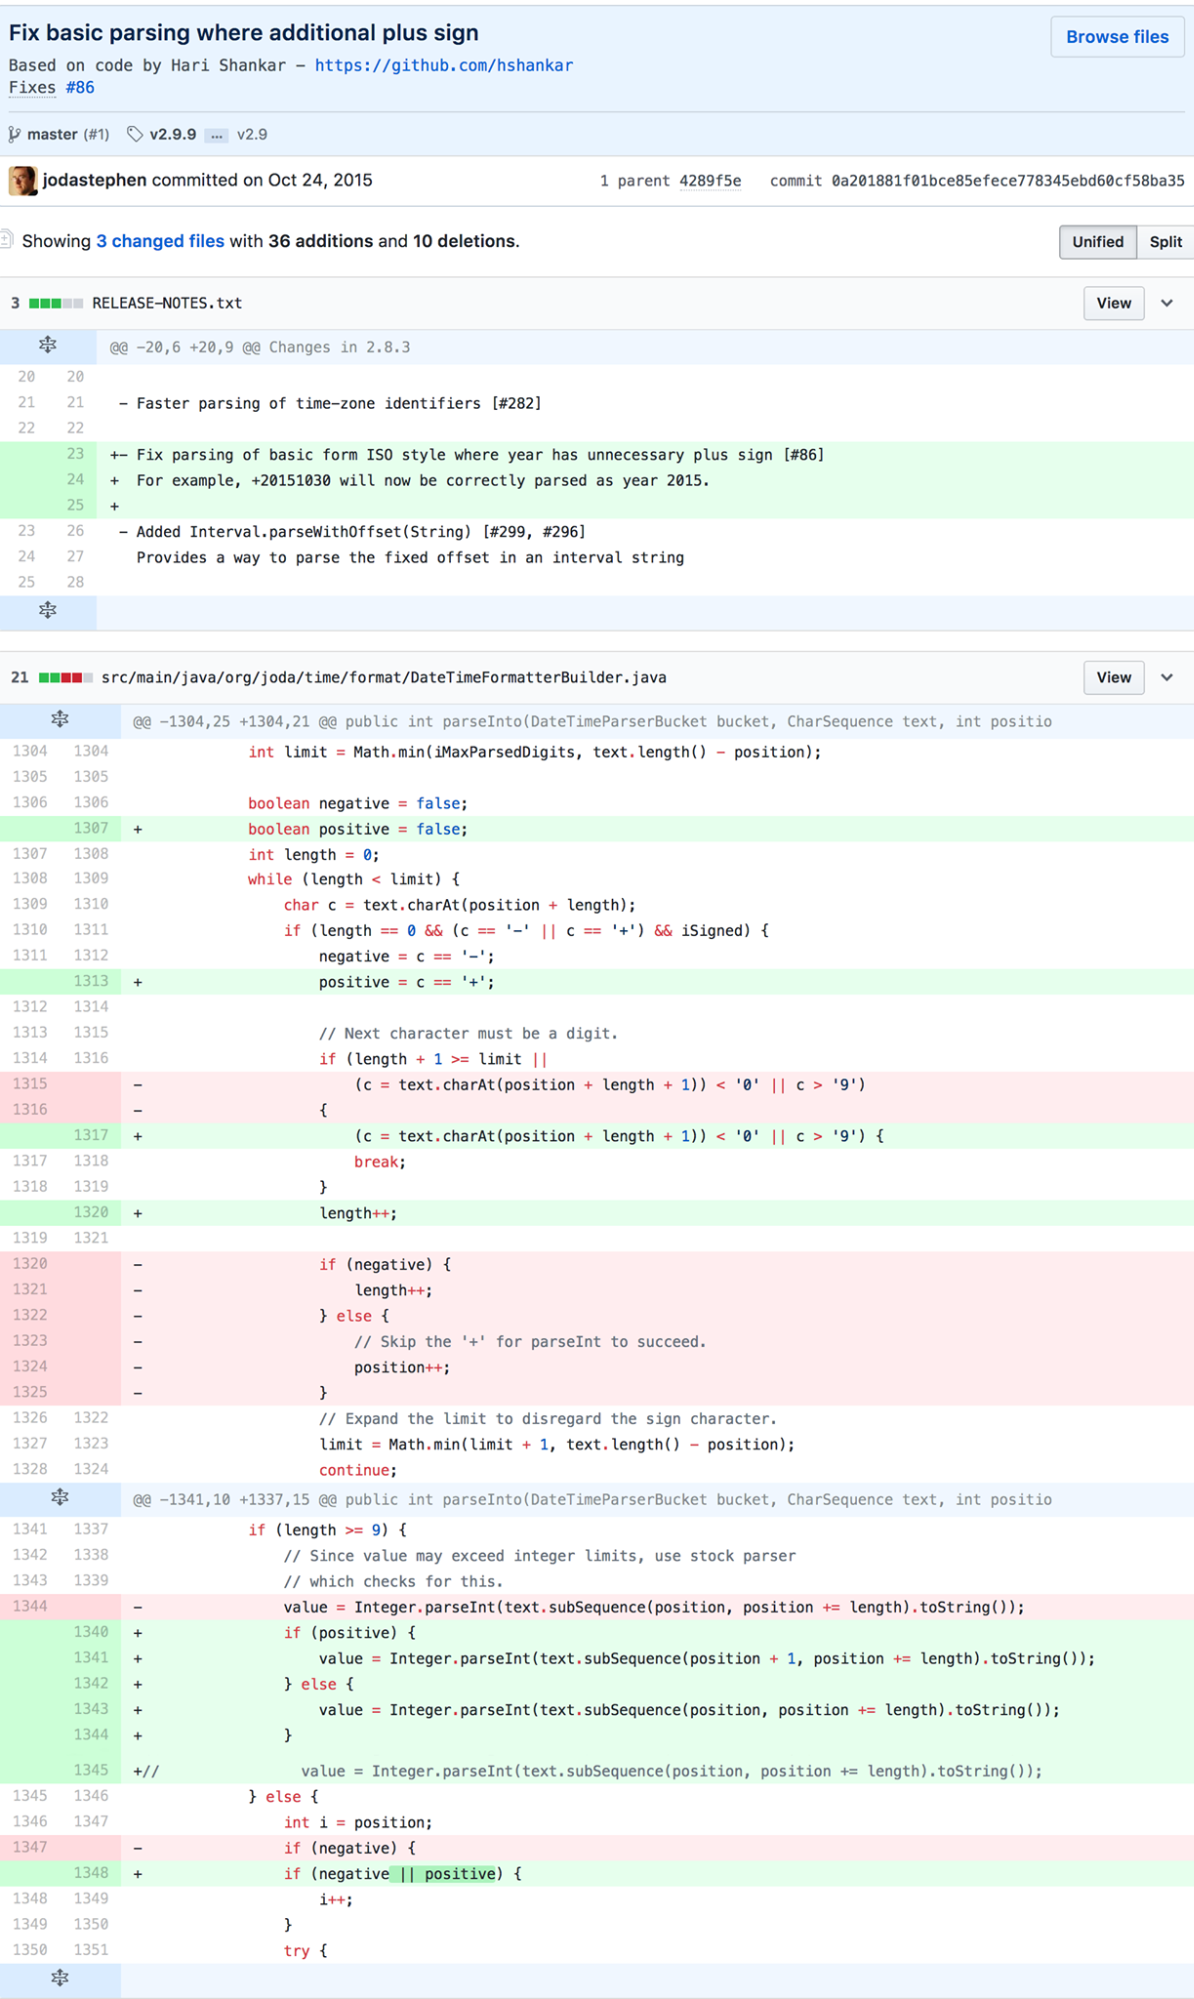 Fix basic parsing where additional plus sign
Browse files
Based on code by Hari Shankar – https://github.com/hshankar
Fixes #86
master (#1) v2.9.9 … v2.9
jodastephen committed on Oct 24, 2015 1 parent 4289f5e commit 0a201881f01bce85efece778345ebd60cf58ba35
Showing 3 changed files with 36 additions and 10 deletions. Unified Split
3 RELEASE-NOTES.txt View
@@ -20,6 +20,9 @@ Changes in 2.8.3
20 20
21 21 - Faster parsing of time-zone identifiers [#282]
22 22
23 +- Fix parsing of basic form ISO style where year has unnecessary plus sign [#86]
24 + For example, +20151030 will now be correctly parsed as year 2015.
25 +
23 26 - Added Interval.parseWithOffset(String) [#299, #296]
24 27 Provides a way to parse the fixed offset in an interval string
25 28
21 src/main/java/org/joda/time/format/DateTimeFormatterBuilder.java View
@@ -1304,25 +1304,21 @@ public int parseInto(DateTimeParserBucket bucket, CharSequence text, int positio
1304 1304 int limit = Math.min(iMaxParsedDigits, text.length() - position);
1305 1305
1306 1306 boolean negative = false;
1307 + boolean positive = false;
1307 1308 int length = 0;
1308 1309 while (length < limit) {
1309 1310 char c = text.charAt(position + length);
1310 1311 if (length == 0 && (c == '-' || c == '+') && iSigned) {
1311 1312 negative = c == '-';
1313 + positive = c == '+';
1312 1314
1313 1315 // Next character must be a digit.
1314 1316 if (length + 1 >= limit ||
1315 - (c = text.charAt(position + length + 1)) < '0' || c > '9')
1316 - {
1317 + (c = text.charAt(position + length + 1)) < '0' || c > '9') {
1317 1318 break;
1318 1319 }
1320 + length++;
1319 1321
1320 - if (negative) {
1321 - length++;
1322 - } else {
1323 - // Skip the '+' for parseInt to succeed.
1324 - position++;
1325 - }
1326 1322 // Expand the limit to disregard the sign character.
1327 1323 limit = Math.min(limit + 1, text.length() - position);
1328 1324 continue;
@@ -1341,10 +1337,15 @@ public int parseInto(DateTimeParserBucket bucket, CharSequence text, int positio
1341 1337 if (length >= 9) {
1342 1338 // Since value may exceed integer limits, use stock parser
1343 1339 // which checks for this.
1344 - value = Integer.parseInt(text.subSequence(position, position += length).toString());
1340 + if (positive) {
1341 + value = Integer.parseInt(text.subSequence(position + 1, position += length).toString());
1342 + } else {
1343 + value = Integer.parseInt(text.subSequence(position, position += length).toString());
1344 + }
1345 +// value = Integer.parseInt(text.subSequence(position, position += length).toString());
1345 1346 } else {
1346 1347 int i = position;
1347 - if (negative) {
1348 + if (negative || positive) {
1348 1349 i++;
1349 1350 }
1350 1351 try {